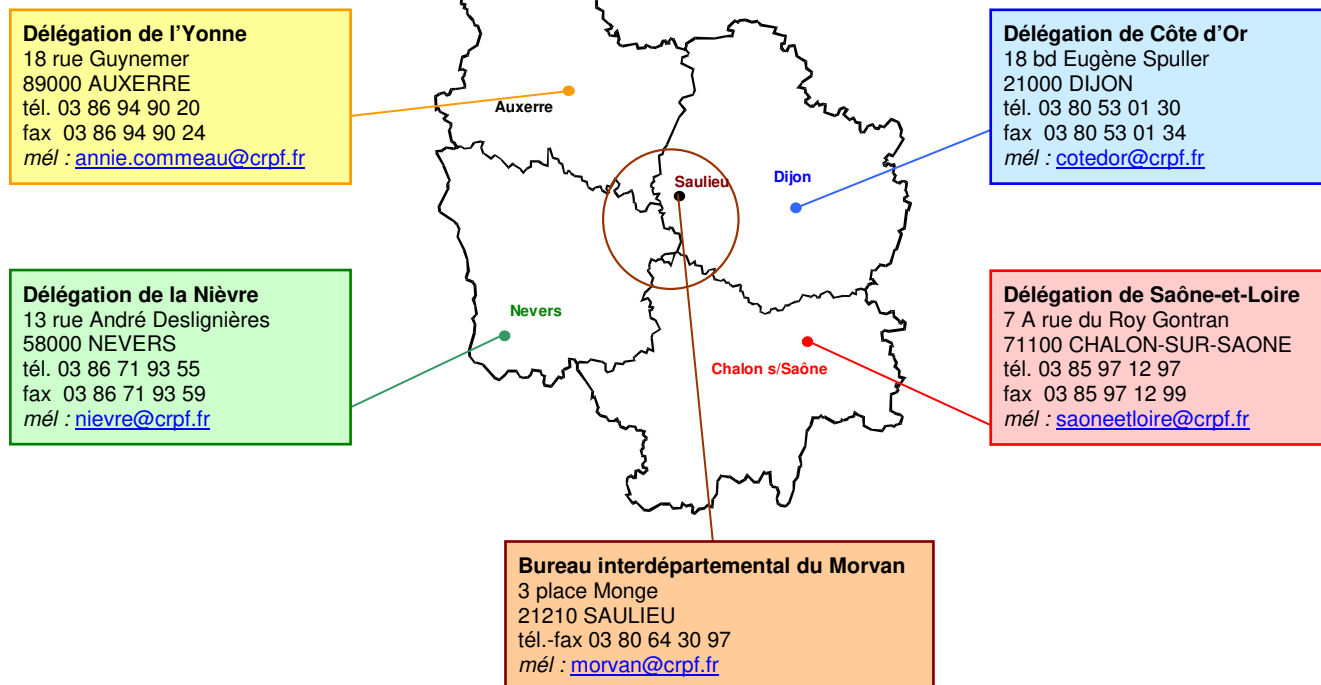 Délégation de l'Yonne
18 rue Guynemer
89000 AUXERRE
tél. 03 86 94 90 20
fax 03 86 94 90 24
mél : annie.commeau@crpf.fr
Délégation de Côte d'Or
18 bd Eugène Spuller
21000 DIJON
tél. 03 80 53 01 30
fax 03 80 53 01 34
mél : cotedor@crpf.fr
Auxerre
Saulieu
Dijon
Délégation de la Nièvre
13 rue André Deslignières
58000 NEVERS
tél. 03 86 71 93 55
fax 03 86 71 93 59
mél : nievre@crpf.fr
Nevers
Chalon s/Saône
Délégation de Saône-et-Loire
7 A rue du Roy Gontran
71100 CHALON-SUR-SAONE
tél. 03 85 97 12 97
fax 03 85 97 12 99
mél : saoneetloire@crpf.fr
Bureau interdépartemental du Morvan
3 place Monge
21210 SAULIEU
tél.-fax 03 80 64 30 97
mél : morvan@crpf.fr